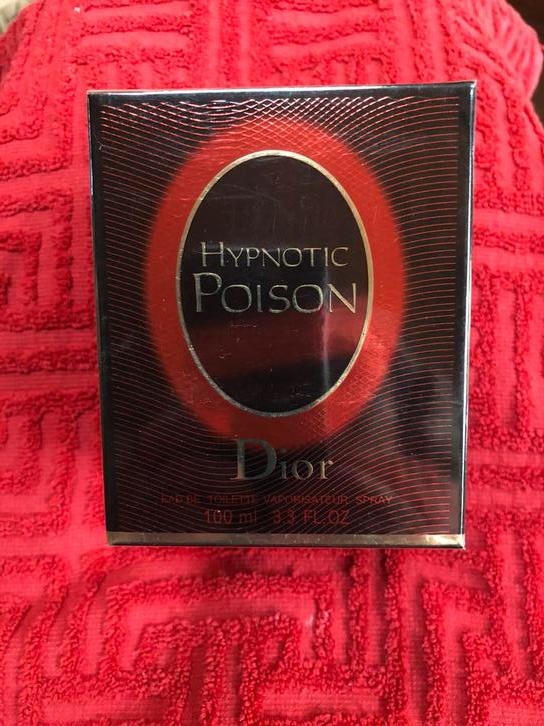 HYPNOTIC
POISON
Dior
EAU DE TOILETTE VAPORISATEUR SPRAY
100 ml 3.3 FL.OZ